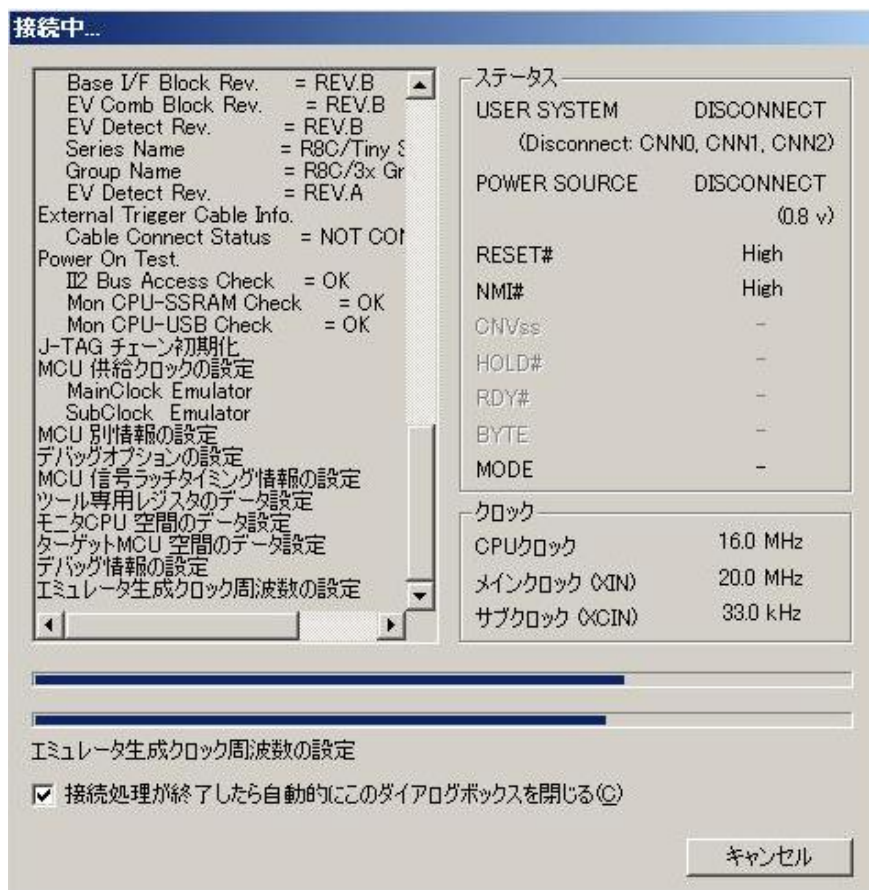 接続中...
Base I/F Block Rev. = REV.B
EV Comb Block Rev. = REV.B
EV Detect Rev. = REV.B
Series Name = R8C/Tiny S
Group Name = R8C/3x Gr
EV Detect Rev. = REV.A
External Trigger Cable Info.
Cable Connect Status = NOT CON
Power On Test.
II2 Bus Access Check = OK
Mon CPU-SSRAM Check = OK
Mon CPU-USB Check = OK
J-TAG チェーン初期化
MCU 供給クロックの設定
MainClock Emulator
SubClock Emulator
MCU 別情報の設定
デバッグオプションの設定
MCU 信号ラッチタイミング情報の設定
ツール専用レジスタのデータ設定
モニタCPU 空間のデータ設定
ターゲットMCU 空間のデータ設定
デバッグ情報の設定
エミュレータ生成クロック周波数の設定
ステータス
USER SYSTEM DISCONNECT
(Disconnect: CNN0, CNN1, CNN2)
POWER SOURCE DISCONNECT
(0.8 v)
RESET# High
NMI# High
CNVss -
HOLD# -
RDY# -
BYTE -
MODE -
クロック
CPUクロック 16.0 MHz
メインクロック (XIN) 20.0 MHz
サブクロック (XCIN) 33.0 kHz
エミュレータ生成クロック周波数の設定
接続処理が終了したら自動的にこのダイアログボックスを閉じる(C)
キャンセル